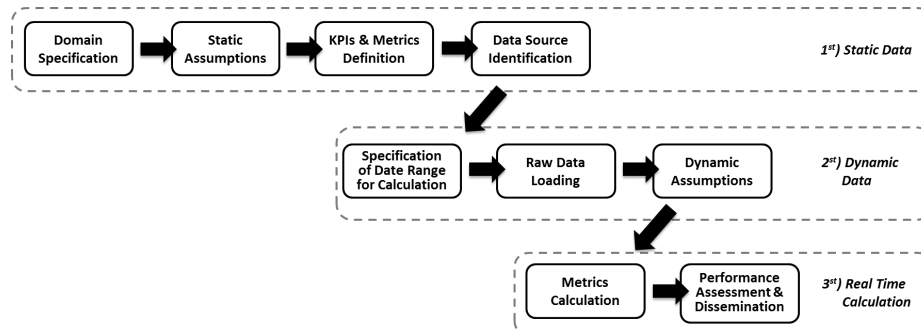 Domain
Specification
Static
Assumptions
KPIs & Metrics
Definition
Data Source
Identification
1st) Static Data
Specification
of Date Range
for Calculation
Raw Data
Loading
Dynamic
Assumptions
2st) Dynamic
Data
Metrics
Calculation
Performance
Assessment &
Dissemination
3st) Real Time
Calculation